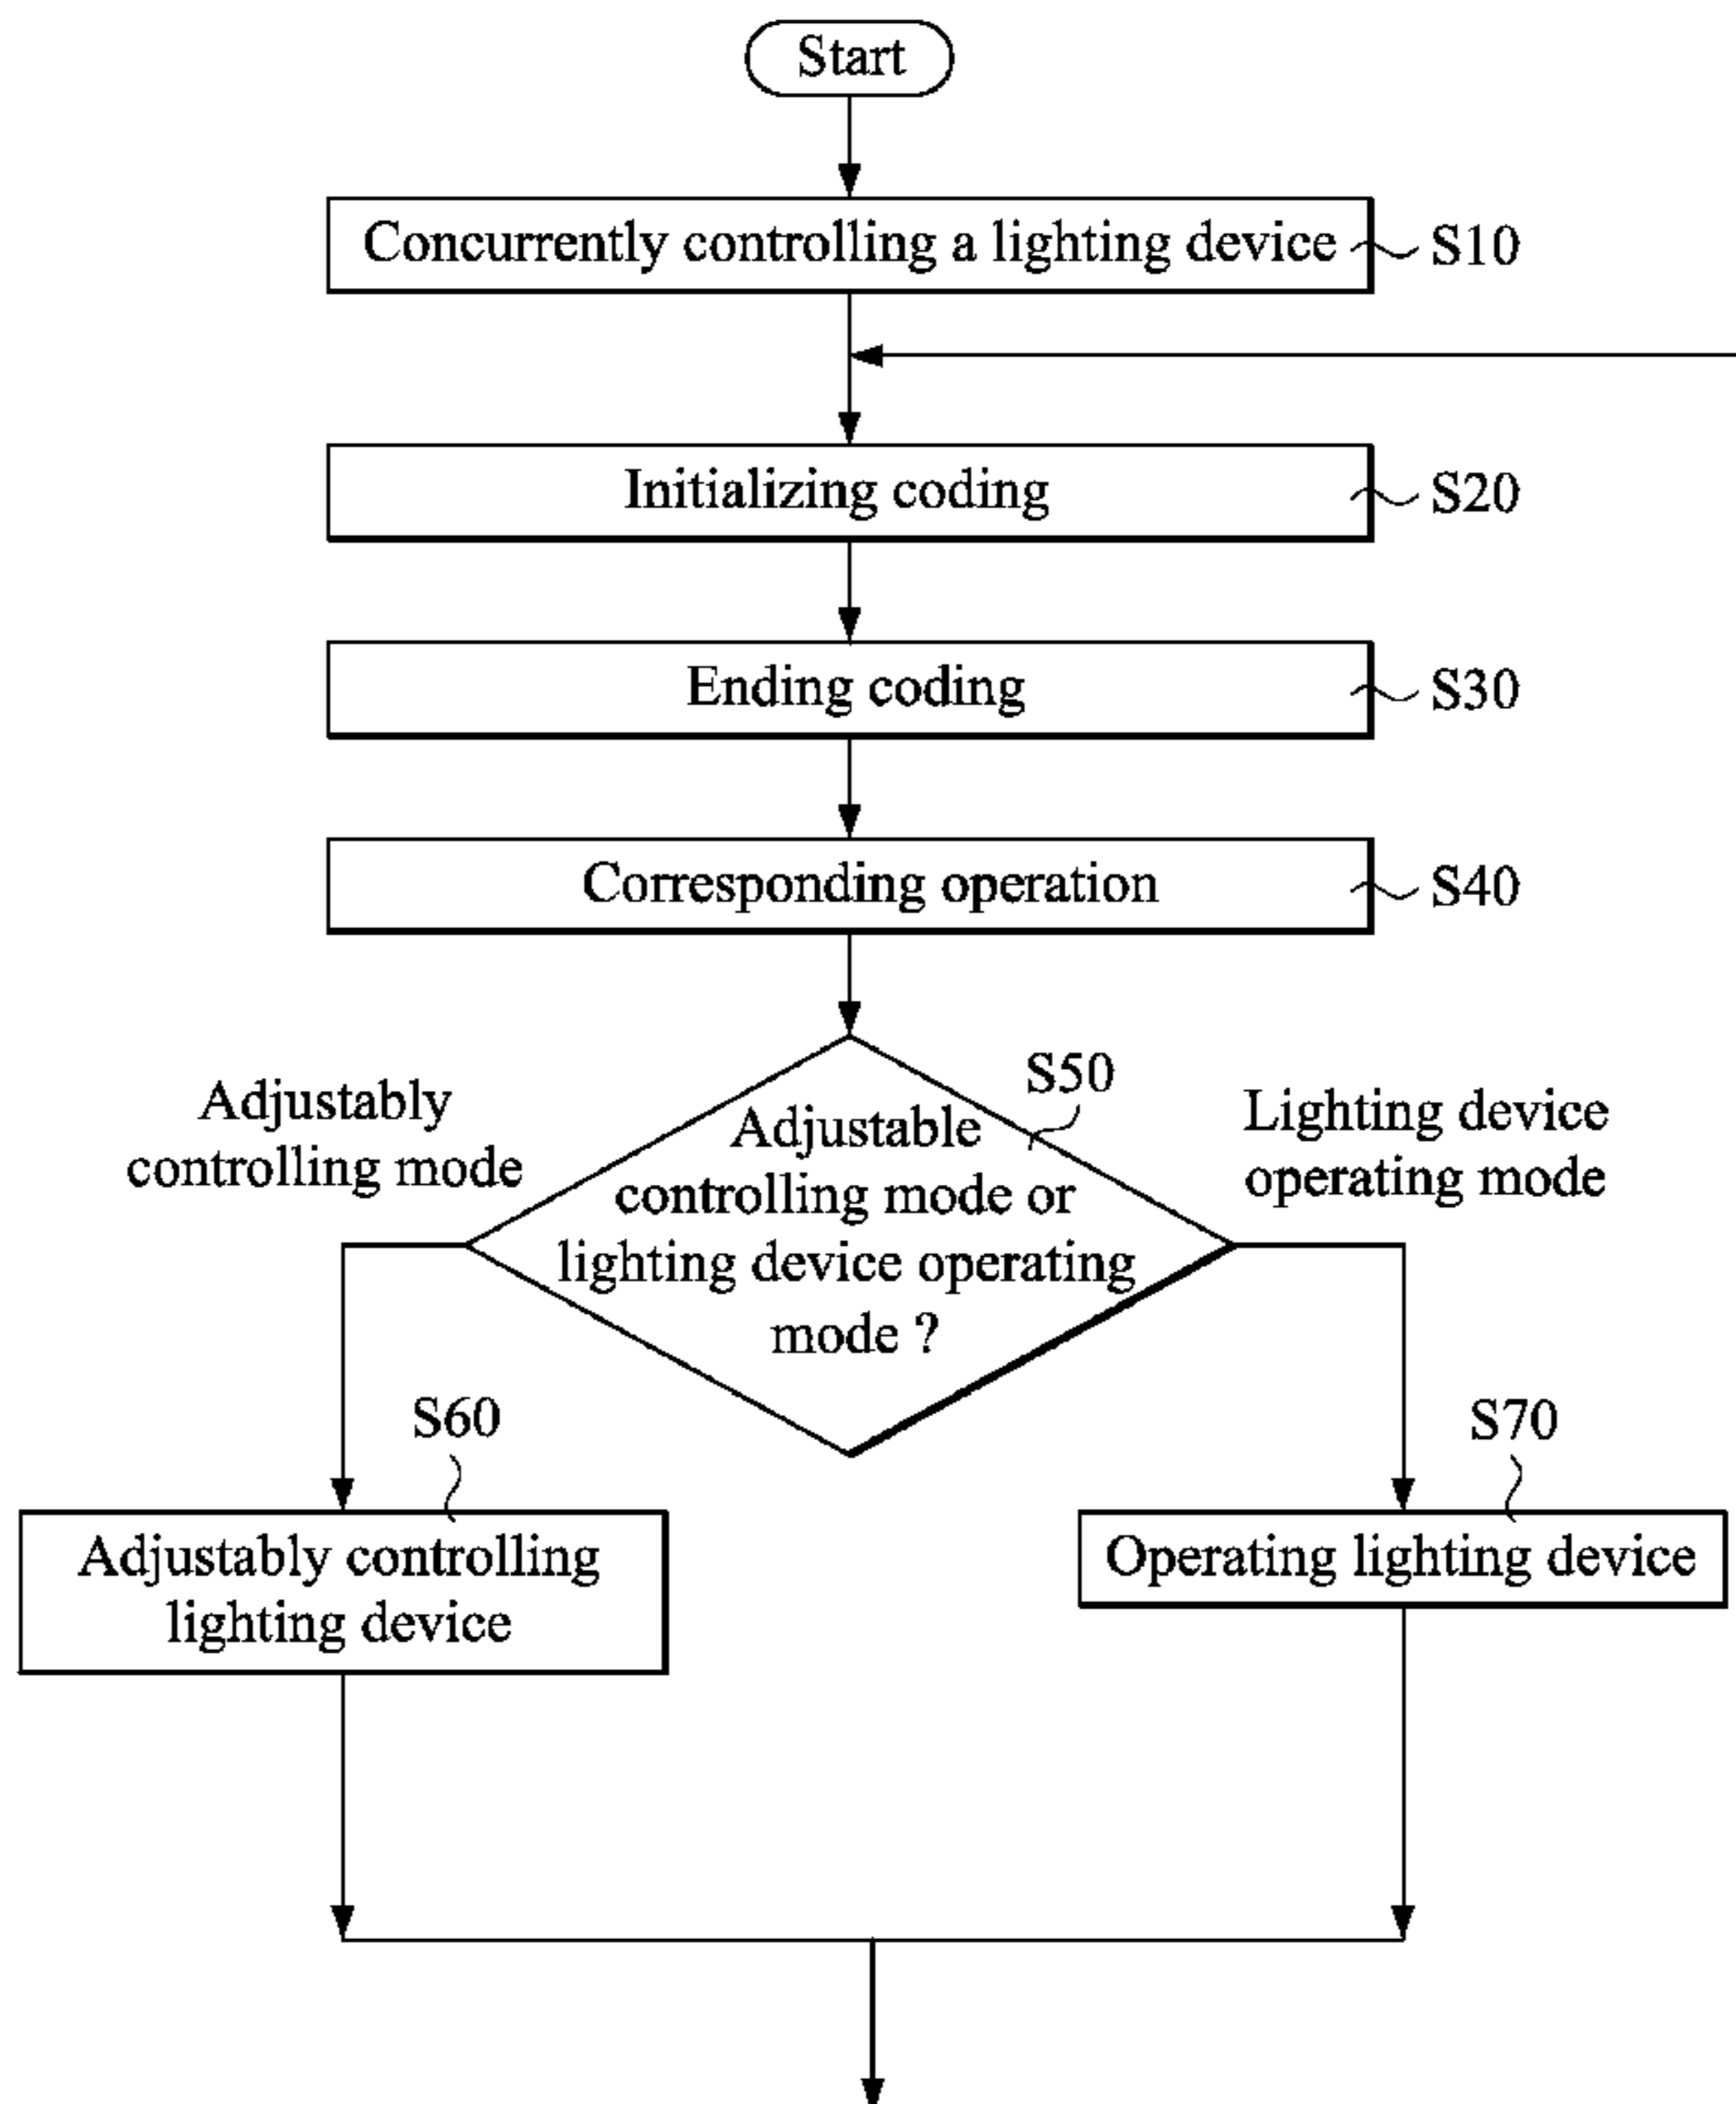 Start
Concurrently controlling a lighting device
S10
Initializing coding
S20
Ending coding
S30
Corresponding operation
S40
Adjustably
controlling mode
S50
Adjustable
controlling mode or
lighting device operating
mode ?
Lighting device
operating mode
S60
Adjustably controlling
lighting device
S70
Operating lighting device